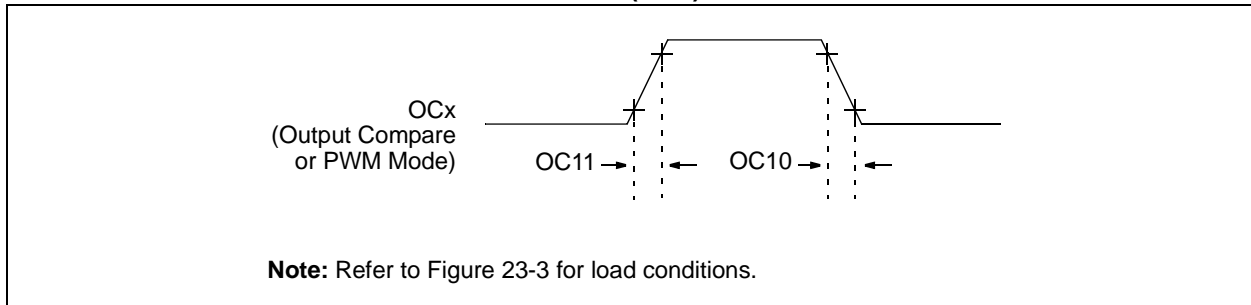 OCx
(Output Compare
or PWM Mode)
OC11
OC10
Note: Refer to Figure 23-3 for load conditions.